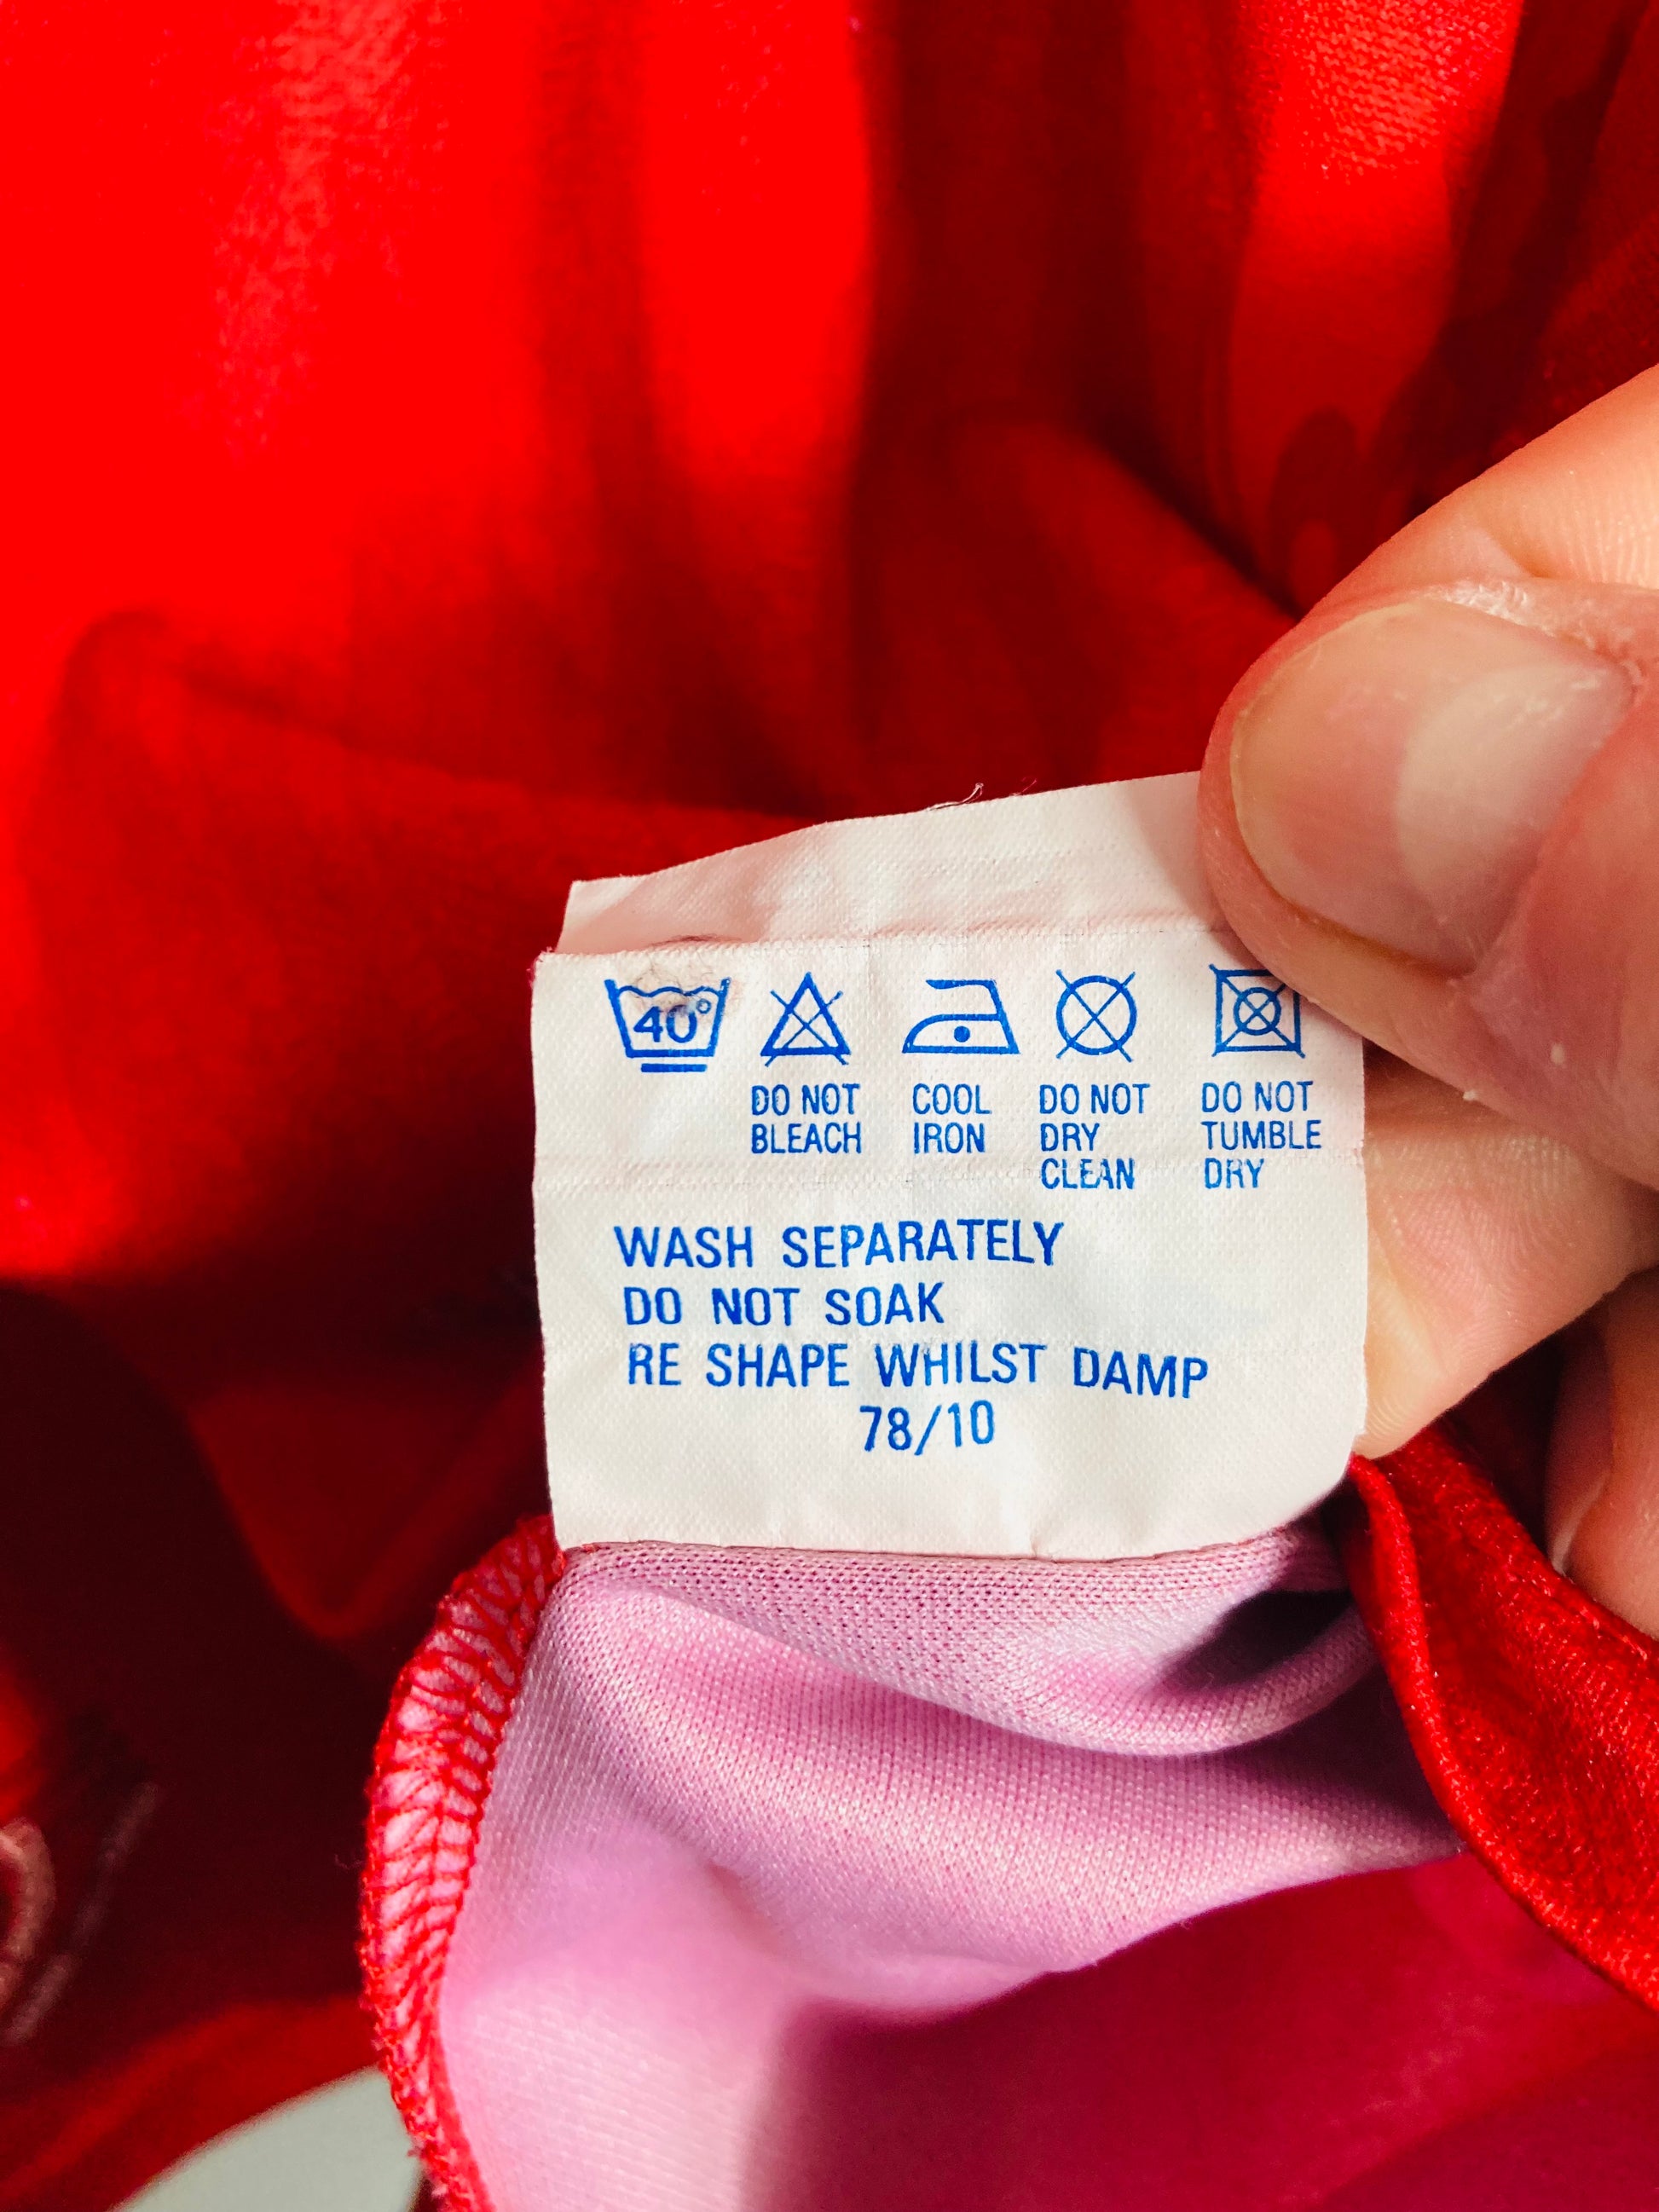 40°
DO NOT BLEACH
COOL IRON
DO NOT DRY CLEAN
DO NOT TUMBLE DRY
WASH SEPARATELY
DO NOT SOAK
RE SHAPE WHILST DAMP
78/10